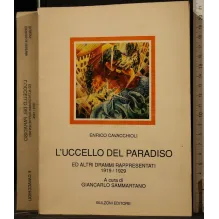 ENRICO CAVACCHIOLI
L'UCCELLO DEL PARADISO
ED ALTRI DRAMMI RAPPRESENTATI
1919 / 1929
A cura di
GIANCARLO SAMMARTANO
BULZONI EDITORE